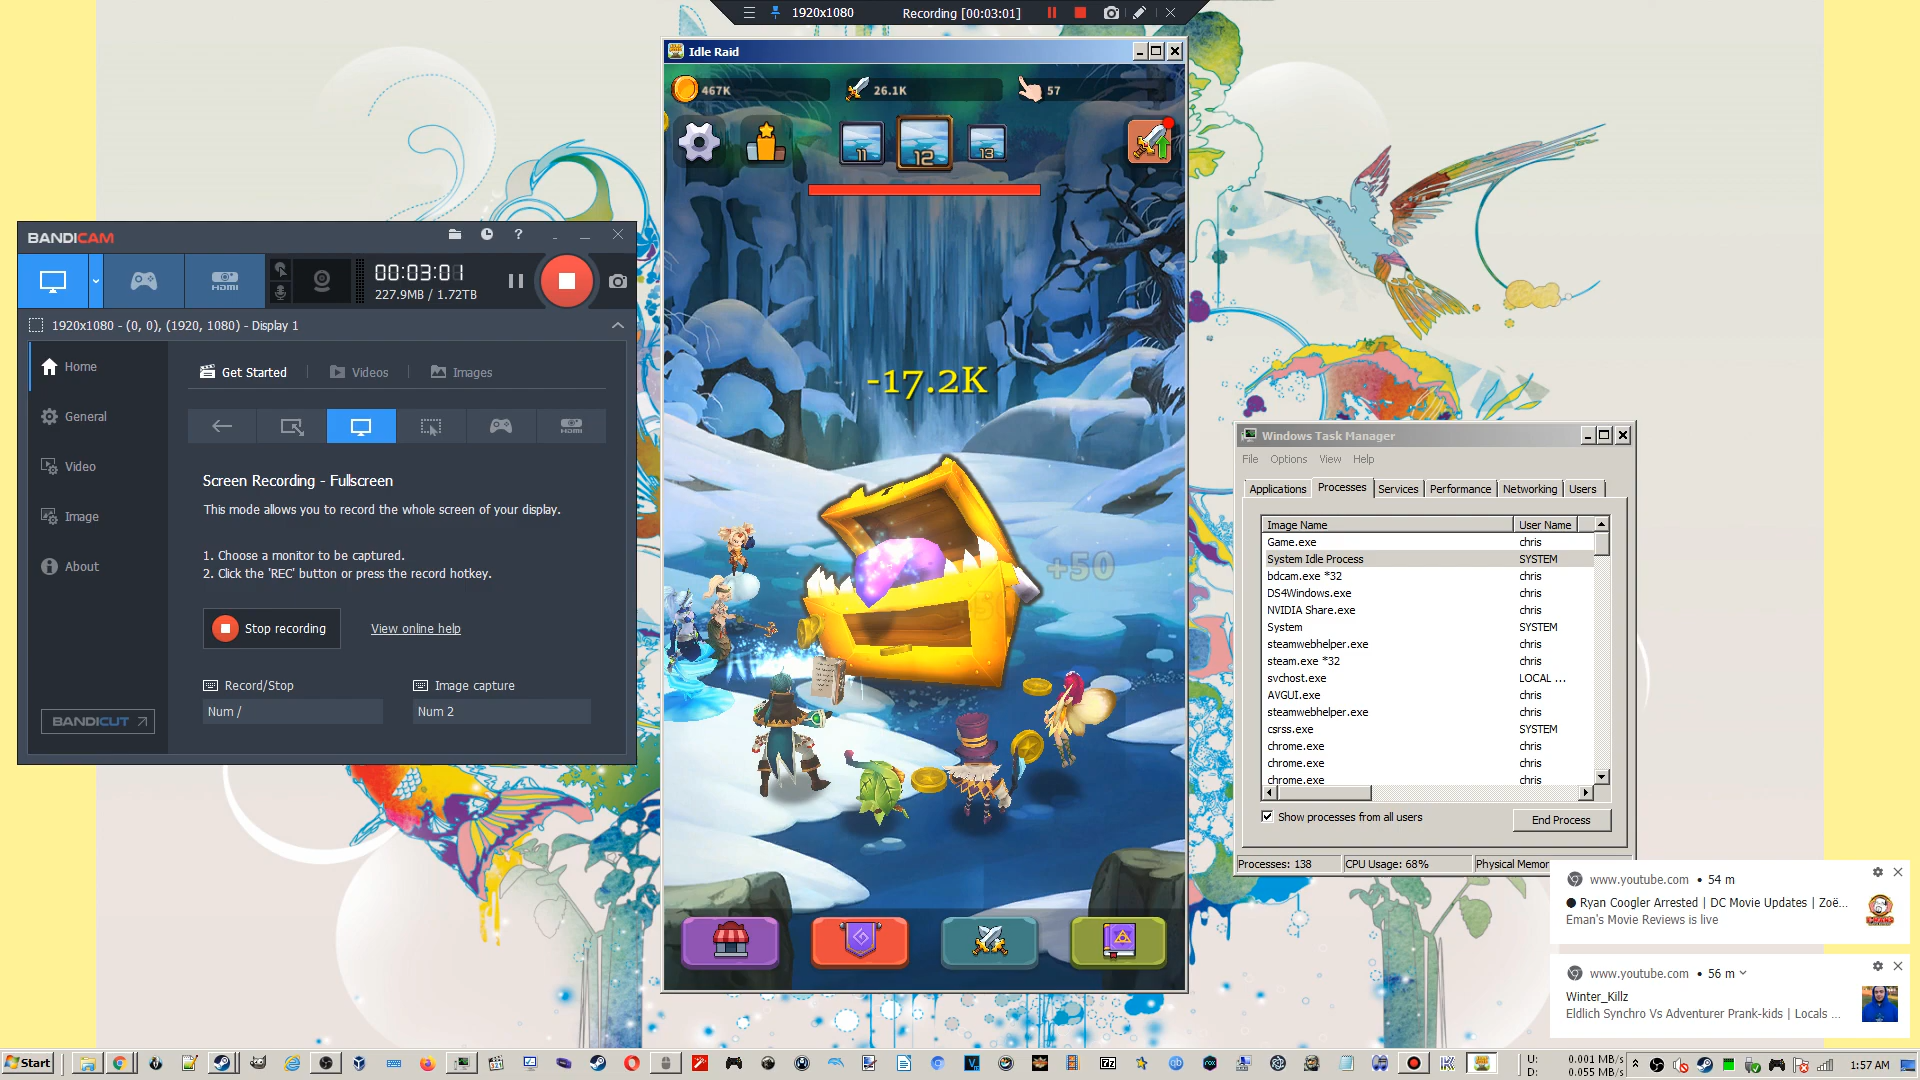 1920x1080
Recording [00:03:01]
Idle Raid
467K
26.1K
57
11
12
13
-17.2K
+50
BANDICAM
?
HDMI
00:03:01
227.9MB / 1.72TB
1920x1080 - (0, 0), (1920, 1080) - Display 1
Home
General
Video
Image
About
BANDICUT
Get Started
Videos
Images
HDMI
Screen Recording - Fullscreen
This mode allows you to record the whole screen of your display.
1. Choose a monitor to be captured.
2. Click the 'REC' button or press the record hotkey.
Stop recording
View online help
Record/Stop
Image capture
Num /
Num 2
Windows Task Manager
File Options View Help
Applications Processes Services Performance Networking Users
Image Name User Name
Game.exe chris
System Idle Process SYSTEM
bdcam.exe *32 chris
DS4Windows.exe chris
NVIDIA Share.exe chris
System SYSTEM
steamwebhelper.exe chris
steam.exe *32 chris
svchost.exe LOCAL ...
AVGUI.exe chris
steamwebhelper.exe chris
csrss.exe SYSTEM
chrome.exe chris
chrome.exe chris
chrome.exe chris
Show processes from all users
End Process
Processes: 138
CPU Usage: 68%
Physical Memor
www.youtube.com • 54 m
Ryan Coogler Arrested | DC Movie Updates | Zoë...
Eman's Movie Reviews is live
www.youtube.com • 56 m
Winter_Killz
Eldlich Synchro Vs Adventurer Prank-kids | Locals ...
Start
U: 0.001 MB/s
D: 0.055 MB/s
1:57 AM